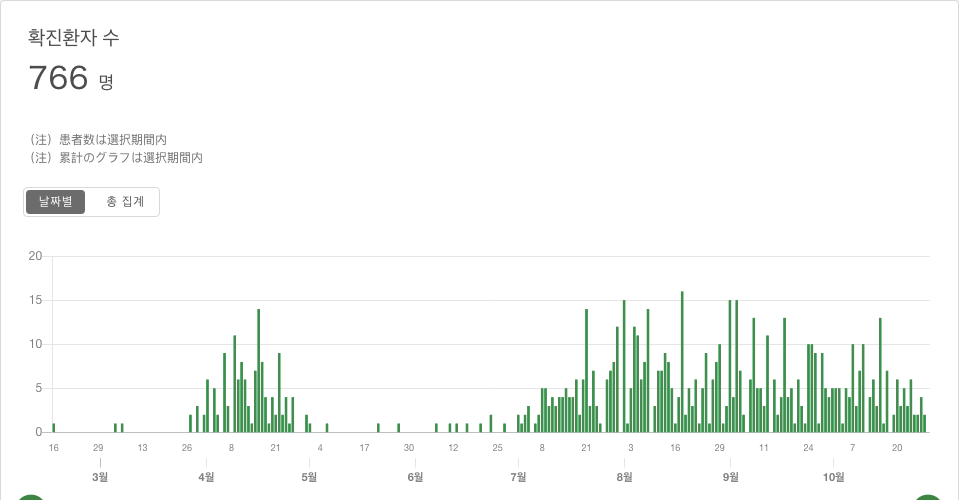 확진환자 수
766 명
（注）患者数は選択期間内
（注）累計のグラフは選択期間内
날짜별 총 집계
20
15
10
5
0
16 29 13 26 8 21 4 17 30 12 25 8 21 3 16 29 11 24 7 20
3월 4월 5월 6월 7월 8월 9월 10월